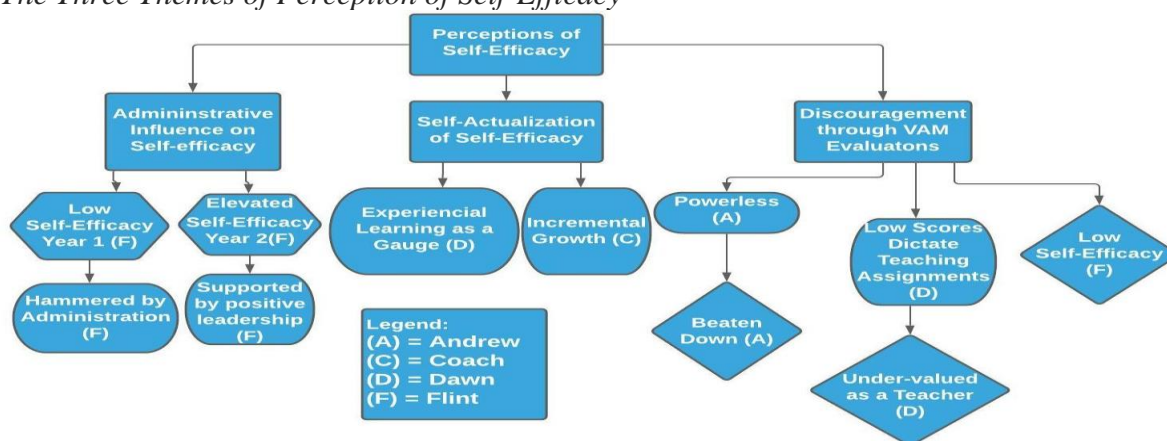 The Three Themes of Perception of Self-Efficacy
Perceptions of
Self-Efficacy
Admininstrative
Influence on
Self-efficacy
Self-Actualization
of Self-Efficacy
Discouragement
through VAM
Evaluatons
Low
Self-Efficacy
Year 1 (F)
Elevated
Self-Efficacy
Year 2(F)
Experiencial
Learning as a
Gauge (D)
Incremental
Growth (C)
Powerless
(A)
Low Scores
Dictate
Teaching
Assignments
(D)
Low
Self-Efficacy
(F)
Hammered by
Administration
(F)
Supported
by positive
leadership
(F)
Beaten
Down (A)
Under-valued
as a Teacher
(D)
Legend:
(A) = Andrew
(C) = Coach
(D) = Dawn
(F) = Flint